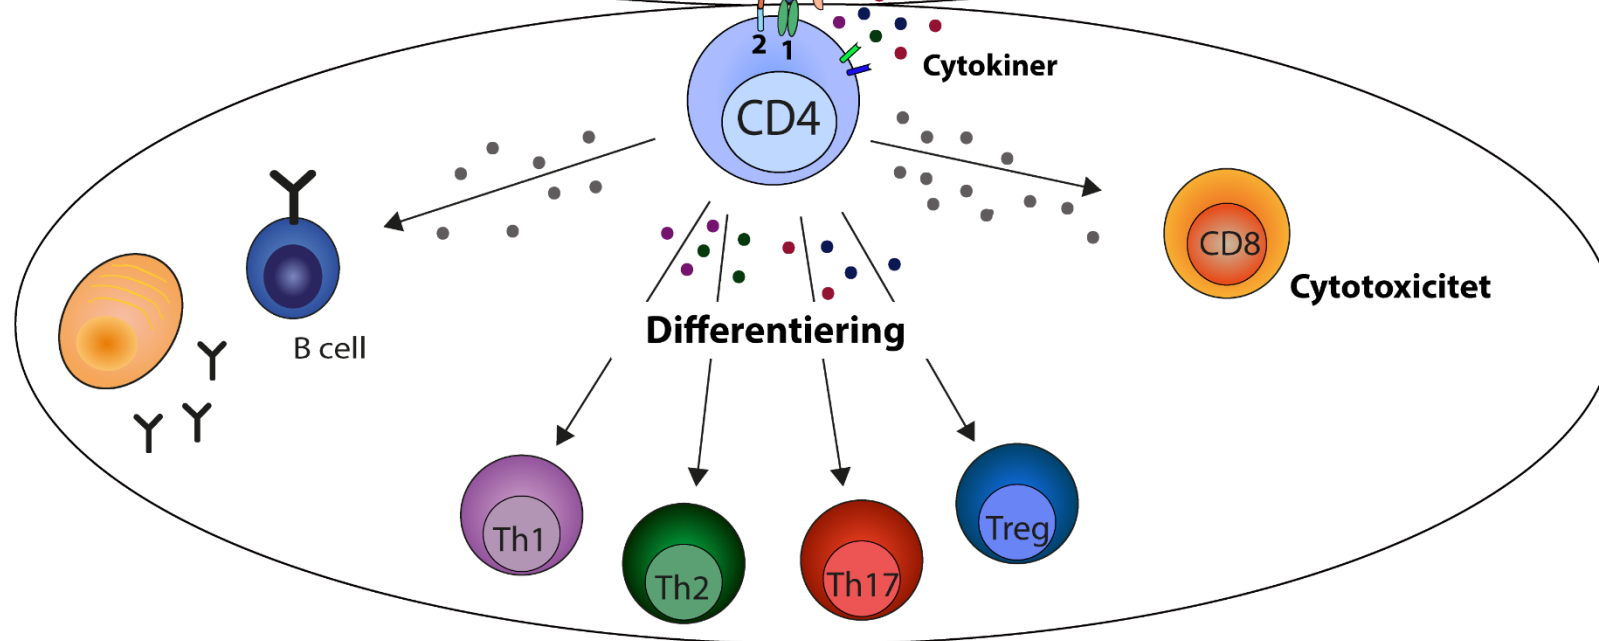 2 1
Cytokiner
CD4
CD8
Cytotoxicitet
Differentiering
B cell
Th1
Treg
Th2
Th17